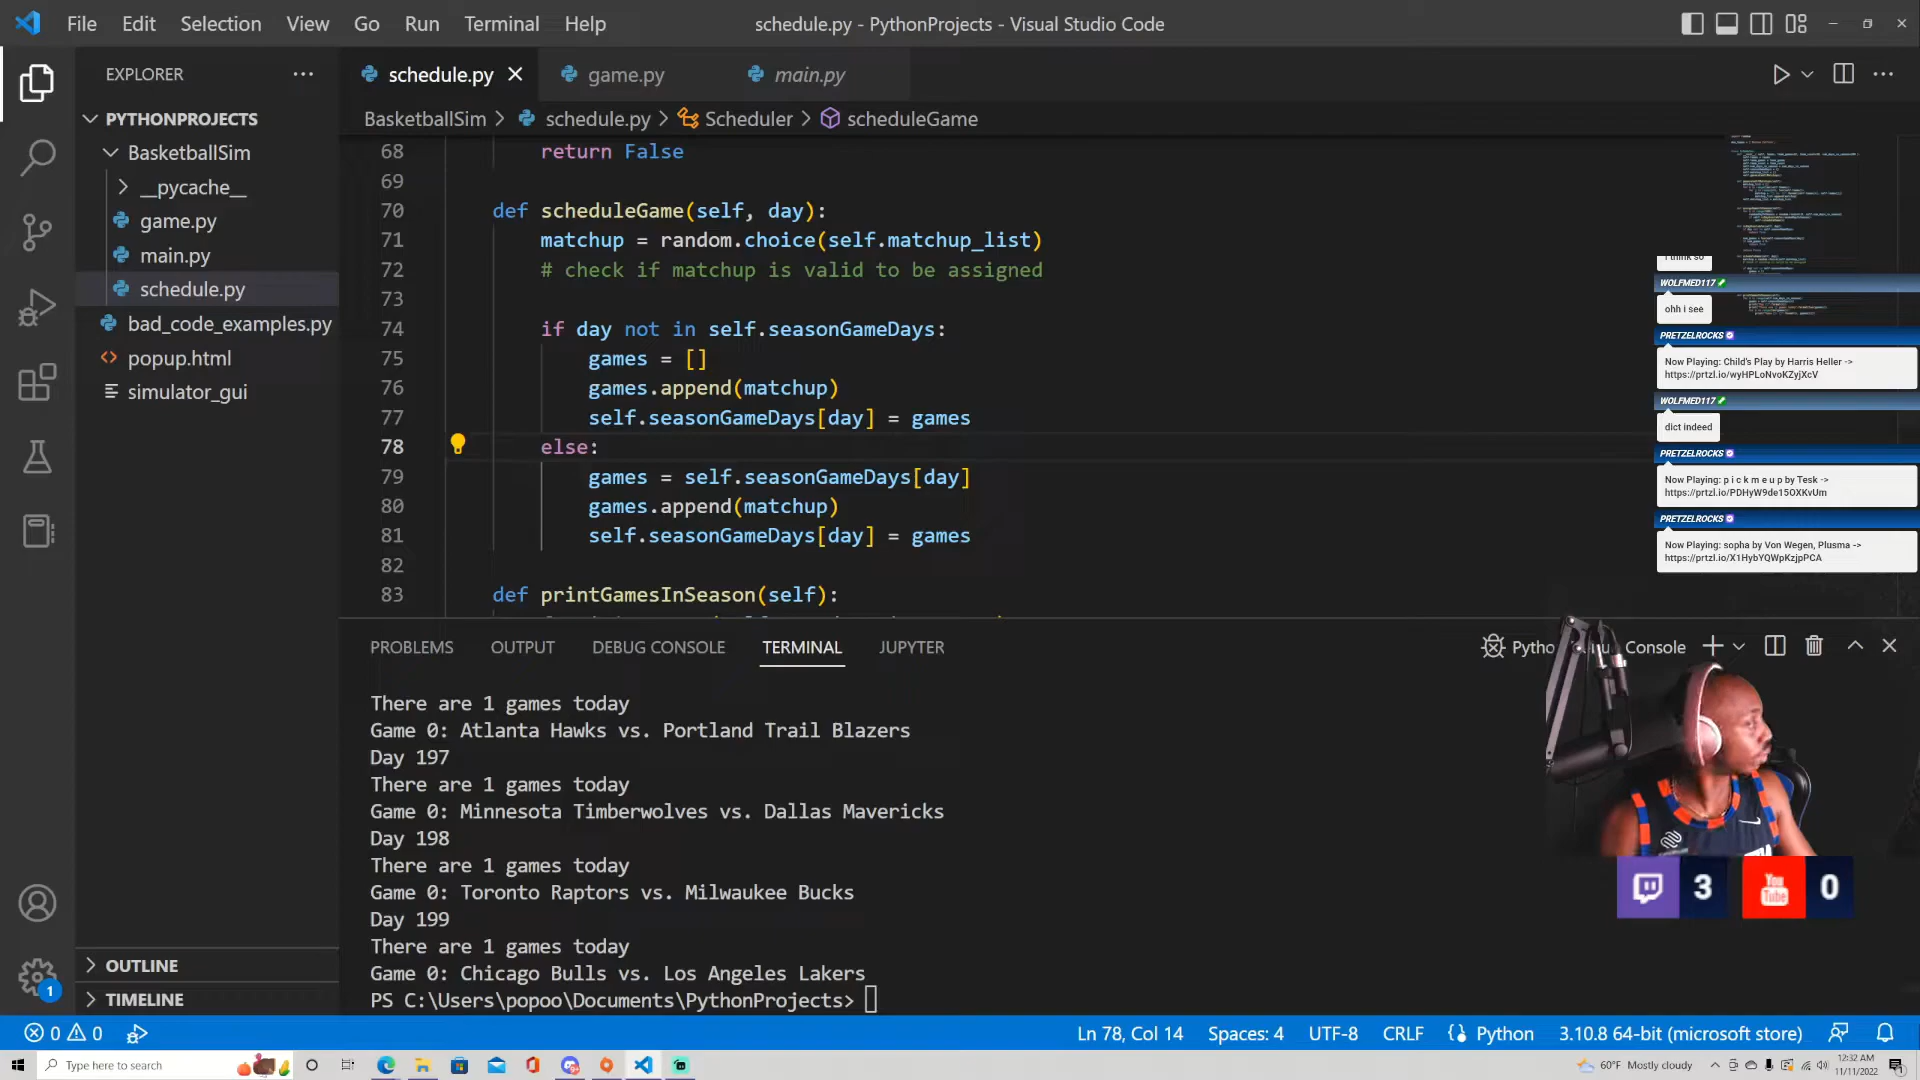 File Edit Selection View Go Run Terminal Help
schedule.py - PythonProjects - Visual Studio Code
EXPLORER
PYTHONPROJECTS
BasketballSim
__pycache__
game.py
main.py
schedule.py
bad_code_examples.py
popup.html
simulator_gui
OUTLINE
TIMELINE
1
schedule.py game.py main.py
BasketballSim schedule.py Scheduler scheduleGame
68 return False
69
70 def scheduleGame(self, day):
71 matchup = random.choice(self.matchup_list)
72 # check if matchup is valid to be assigned
73
74 if day not in self.seasonGameDays:
75 games = []
76 games.append(matchup)
77 self.seasonGameDays[day] = games
78 else:
79 games = self.seasonGameDays[day]
80 games.append(matchup)
81 self.seasonGameDays[day] = games
82
83 def printGamesInSeason(self):
I think so
WOLFMED117
ohh i see
PRETZELROCKS
Now Playing: Child's Play by Harris Heller ->
https://prtzl.io/wyHPLoNvoKZyjXcV
WOLFMED117
dict indeed
PRETZELROCKS
Now Playing: p i c k m e u p by Tesk ->
https://prtzl.io/PDHyW9de15OXKvUm
PRETZELROCKS
Now Playing: sopha by Von Wegen, Plusma ->
https://prtzl.io/X1HybYQWpKzjpPCA
PROBLEMS OUTPUT DEBUG CONSOLE TERMINAL JUPYTER
Console
There are 1 games today
Game 0: Atlanta Hawks vs. Portland Trail Blazers
Day 197
There are 1 games today
Game 0: Minnesota Timberwolves vs. Dallas Mavericks
Day 198
There are 1 games today
Game 0: Toronto Raptors vs. Milwaukee Bucks
Day 199
There are 1 games today
Game 0: Chicago Bulls vs. Los Angeles Lakers
PS C:\Users\popoo\Documents\PythonProjects>
3
You Tube
0
0 0
Ln 78, Col 14 Spaces: 4 UTF-8 CRLF Python 3.10.8 64-bit (microsoft store)
Type here to search
60°F Mostly cloudy
12:32 AM
11/11/2022